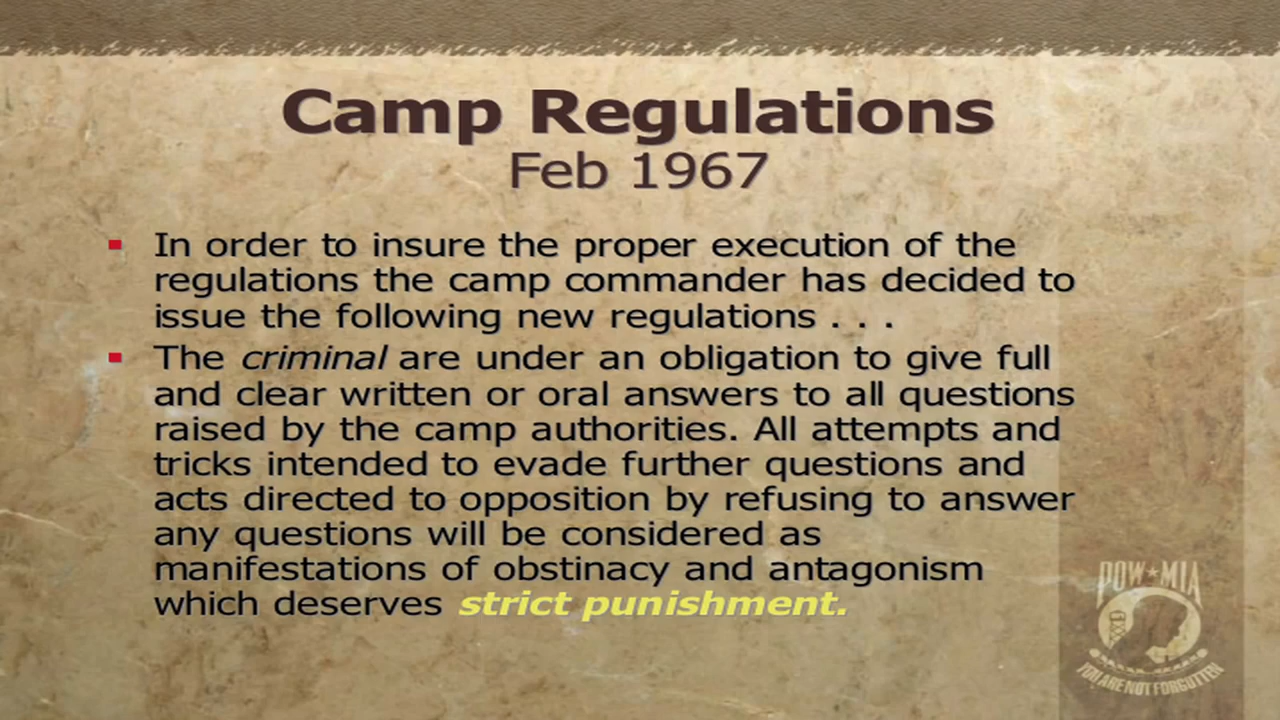 Camp Regulations
Feb 1967
In order to insure the proper execution of the
regulations the camp commander has decided to
issue the following new regulations . . .
The criminal are under an obligation to give full
and clear written or oral answers to all questions
raised by the camp authorities. All attempts and
tricks intended to evade further questions and
acts directed to opposition by refusing to answer
any questions will be considered as
manifestations of obstinacy and antagonism
which deserves strict punishment.
POW★MIA
YOU ARE NOT FORGOTTEN